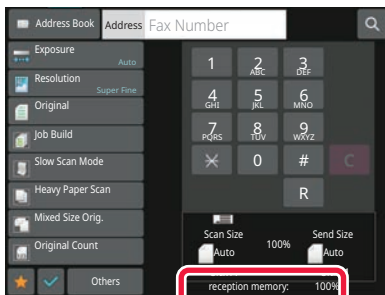 Address Book
Address
Fax Number
Exposure
Auto
Resolution
Super Fine
Original
Job Build
Slow Scan Mode
Heavy Paper Scan
Mixed Size Orig.
Original Count
Others
1
2 ABC
3 DEF
4 GHI
5 JKL
6 MNO
7 PQRS
8 TUV
9 WXYZ
0
#
C
R
Scan Size
Auto
100%
Send Size
Auto
reception memory: 100%